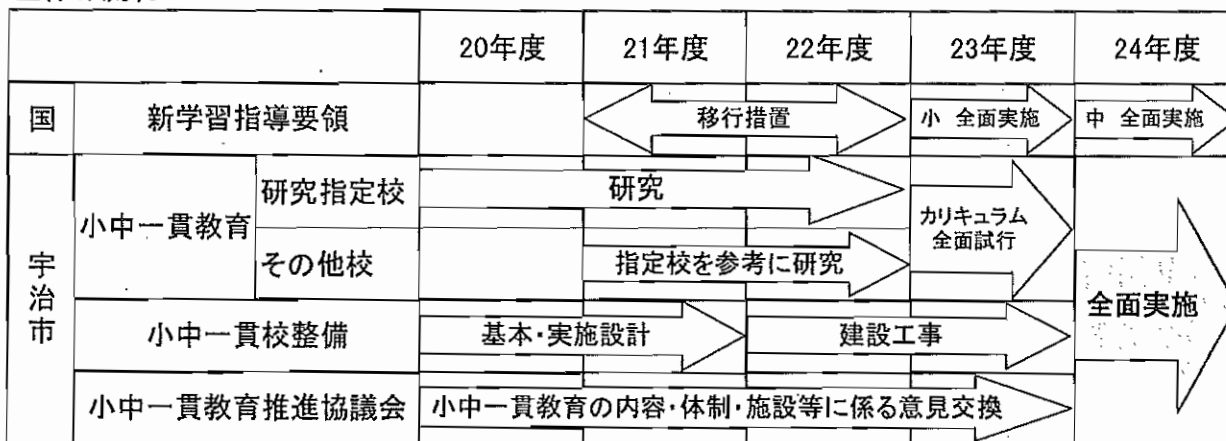 20年度 21年度 22年度 23年度 24年度
国 新学習指導要領 移行措置 小 全面実施 中 全面実施
宇治市 小中一貫教育 研究指定校 研究 カリキュラム
全面試行
その他校 指定校を参考に研究
全面実施
小中一貫校整備 基本・実施設計 建設工事
小中一貫教育推進協議会 小中一貫教育の内容・体制・施設等に係る意見交換